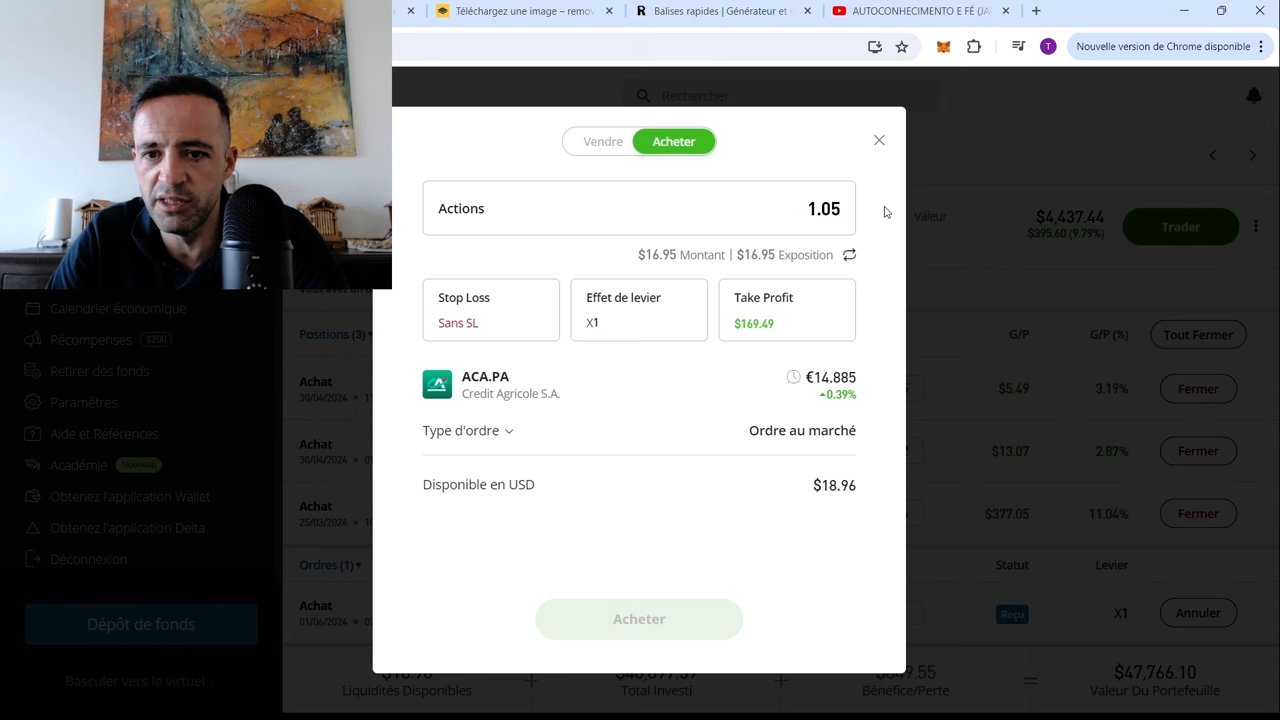 Téléchargez une image – remov
Balises rapides | Générateur et
AUTOCONHECIMENTO E FÉ (JA
Nouvelle version de Chrome disponible
T
Rechercher
Vendre
Acheter
Actions
1.05
Valeur
$4,437.44
$395.60 (9.79%)
Trader
$16.95 Montant | $16.95 Exposition
Stop Loss
Sans SL
Effet de levier
X1
Take Profit
$169.49
Calendrier économique
Récompenses
$200
Retirer des fonds
Paramètres
Aide et Références
Académie
Nouveau
Obtenez l'application Wallet
Obtenez l'application Delta
Déconnexion
Dépôt de fonds
Basculer vers le virtuel
Positions (3)
G/P
G/P (%)
Tout Fermer
Achat
30/04/2024
$5.49
3.19%
Fermer
Achat
30/04/2024
$13.07
2.87%
Fermer
Achat
25/03/2024
$377.05
11.04%
Fermer
ACA.PA
Credit Agricole S.A.
€14.885
0.39%
Type d'ordre
Ordre au marché
Disponible en USD
$18.96
Acheter
Ordres (1)
Statut
Levier
Achat
01/06/2024
Reçu
X1
Annuler
Liquidités Disponibles
+
Total Investi
+
Bénéfice/Perte
=
$47,766.10
Valeur Du Portefeuille